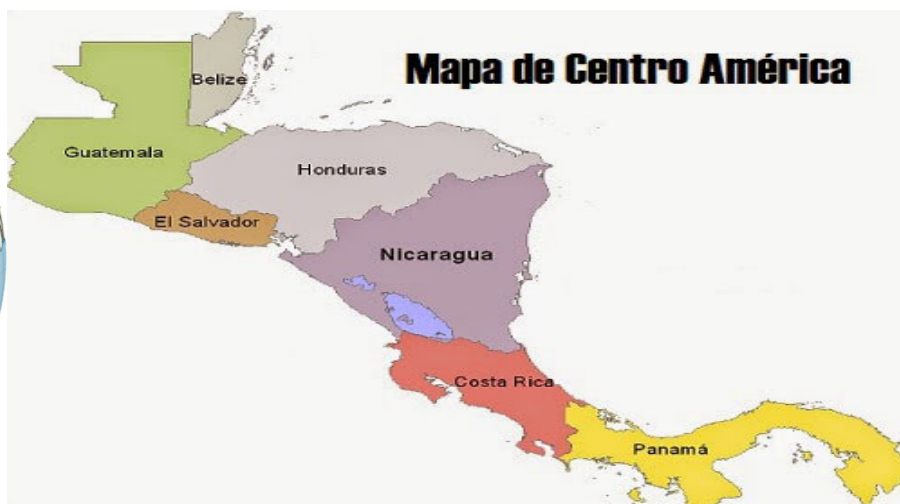 Mapa de Centro América
Belize
Guatemala
Honduras
El Salvador
NIcaragua
Costa Rica
Panamá